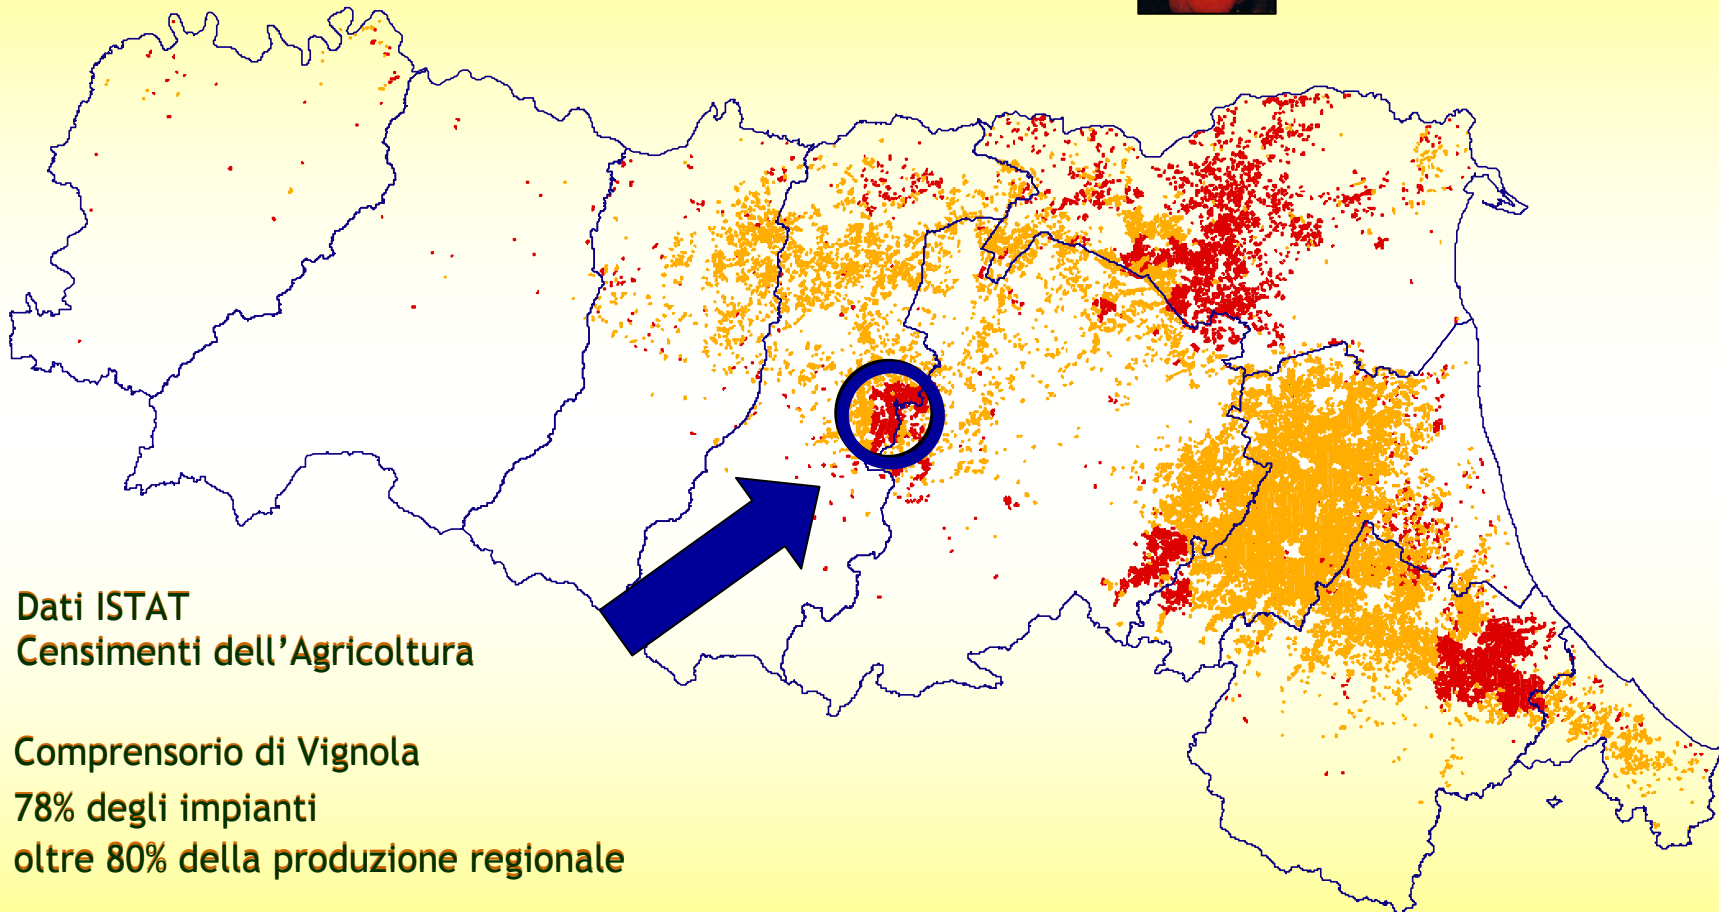 Dati ISTAT
Censimenti dell’Agricoltura
Comprensorio di Vignola
78% degli impianti
oltre 80% della produzione regionale